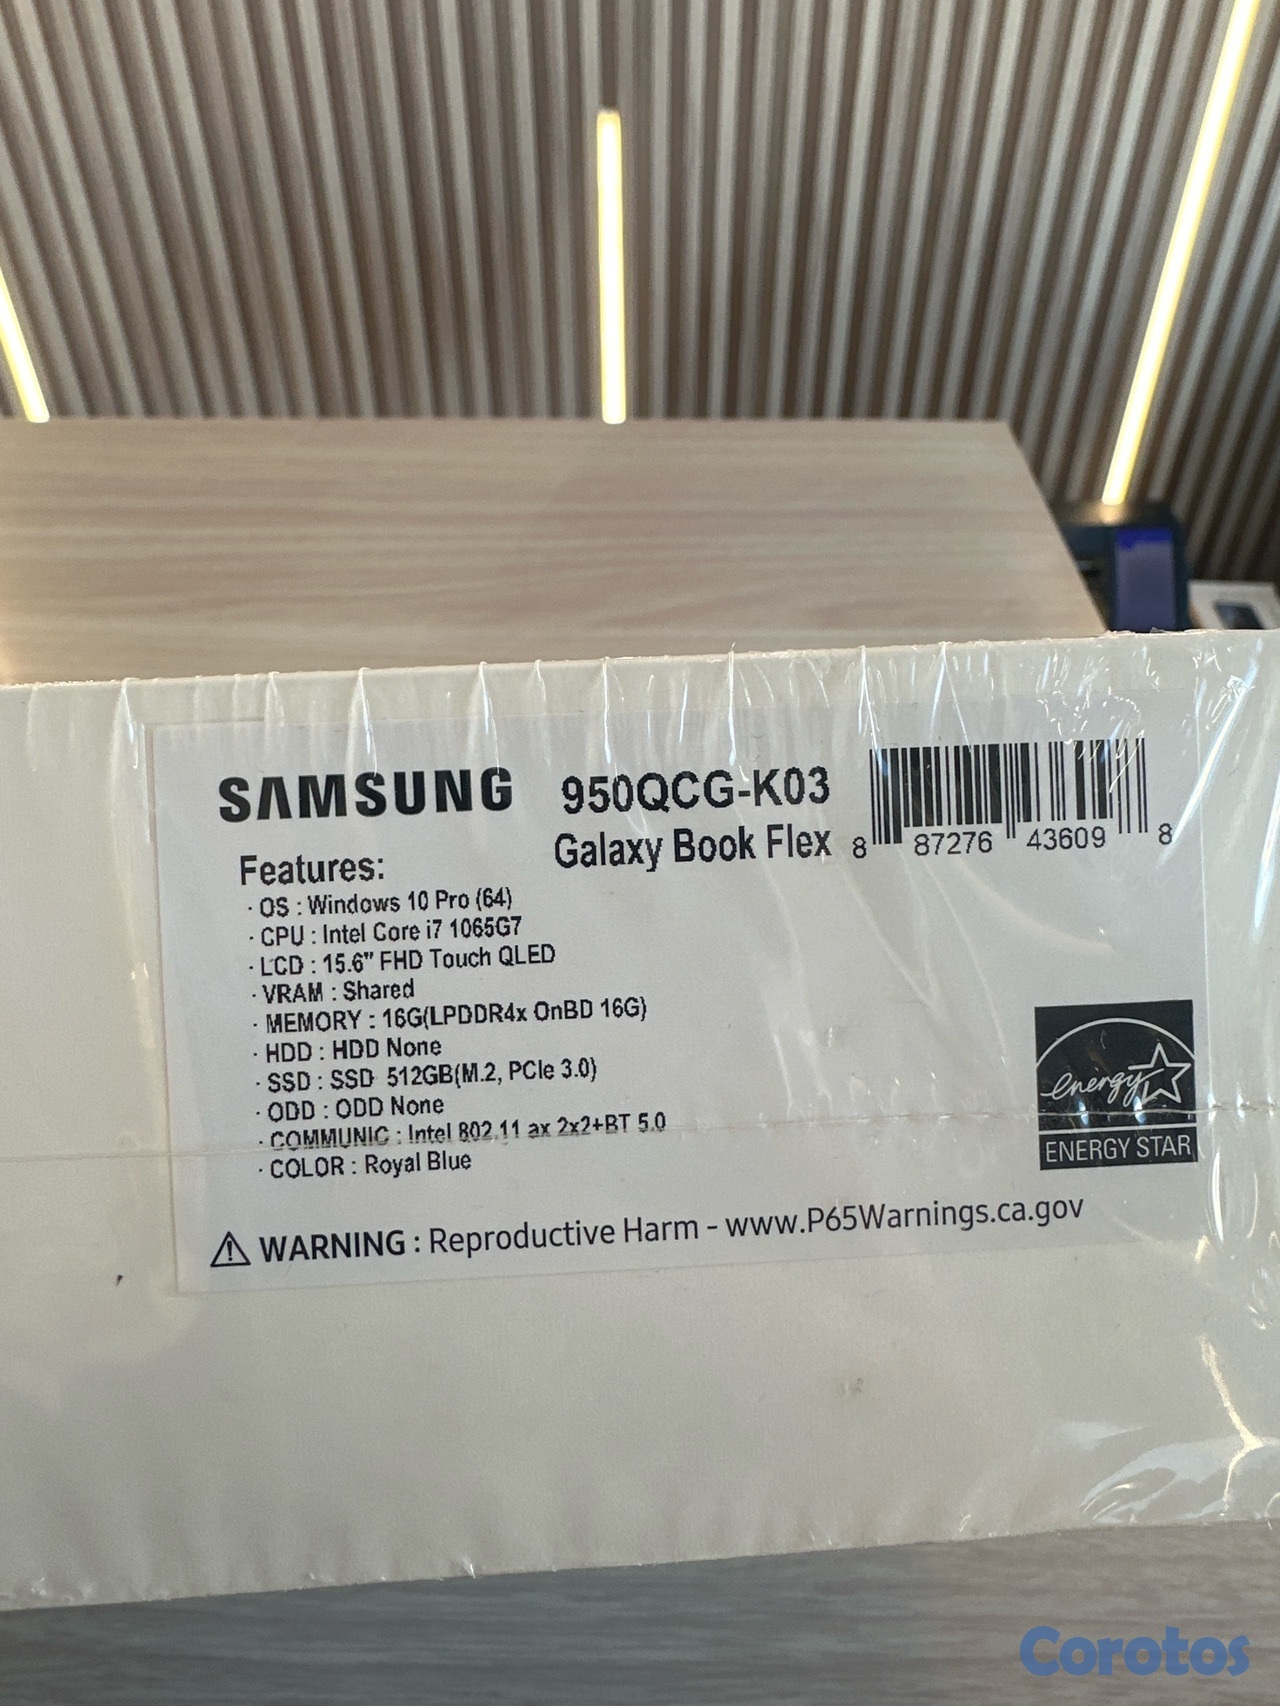 SAMSUNG
950QCG-K03
Galaxy Book Flex
8 87276 43609 8
Features:
· OS : Windows 10 Pro (64)
· CPU : Intel Core i7 1065G7
· LCD : 15.6" FHD Touch QLED
· VRAM : Shared
· MEMORY : 16G(LPDDR4x OnBD 16G)
· HDD : HDD None
· SSD : SSD 512GB(M.2, PCIe 3.0)
· ODD : ODD None
· COMMUNIC : Intel 802.11 ax 2x2+BT 5.0
· COLOR : Royal Blue
energy
ENERGY STAR
WARNING : Reproductive Harm - www.P65Warnings.ca.gov
Corotos